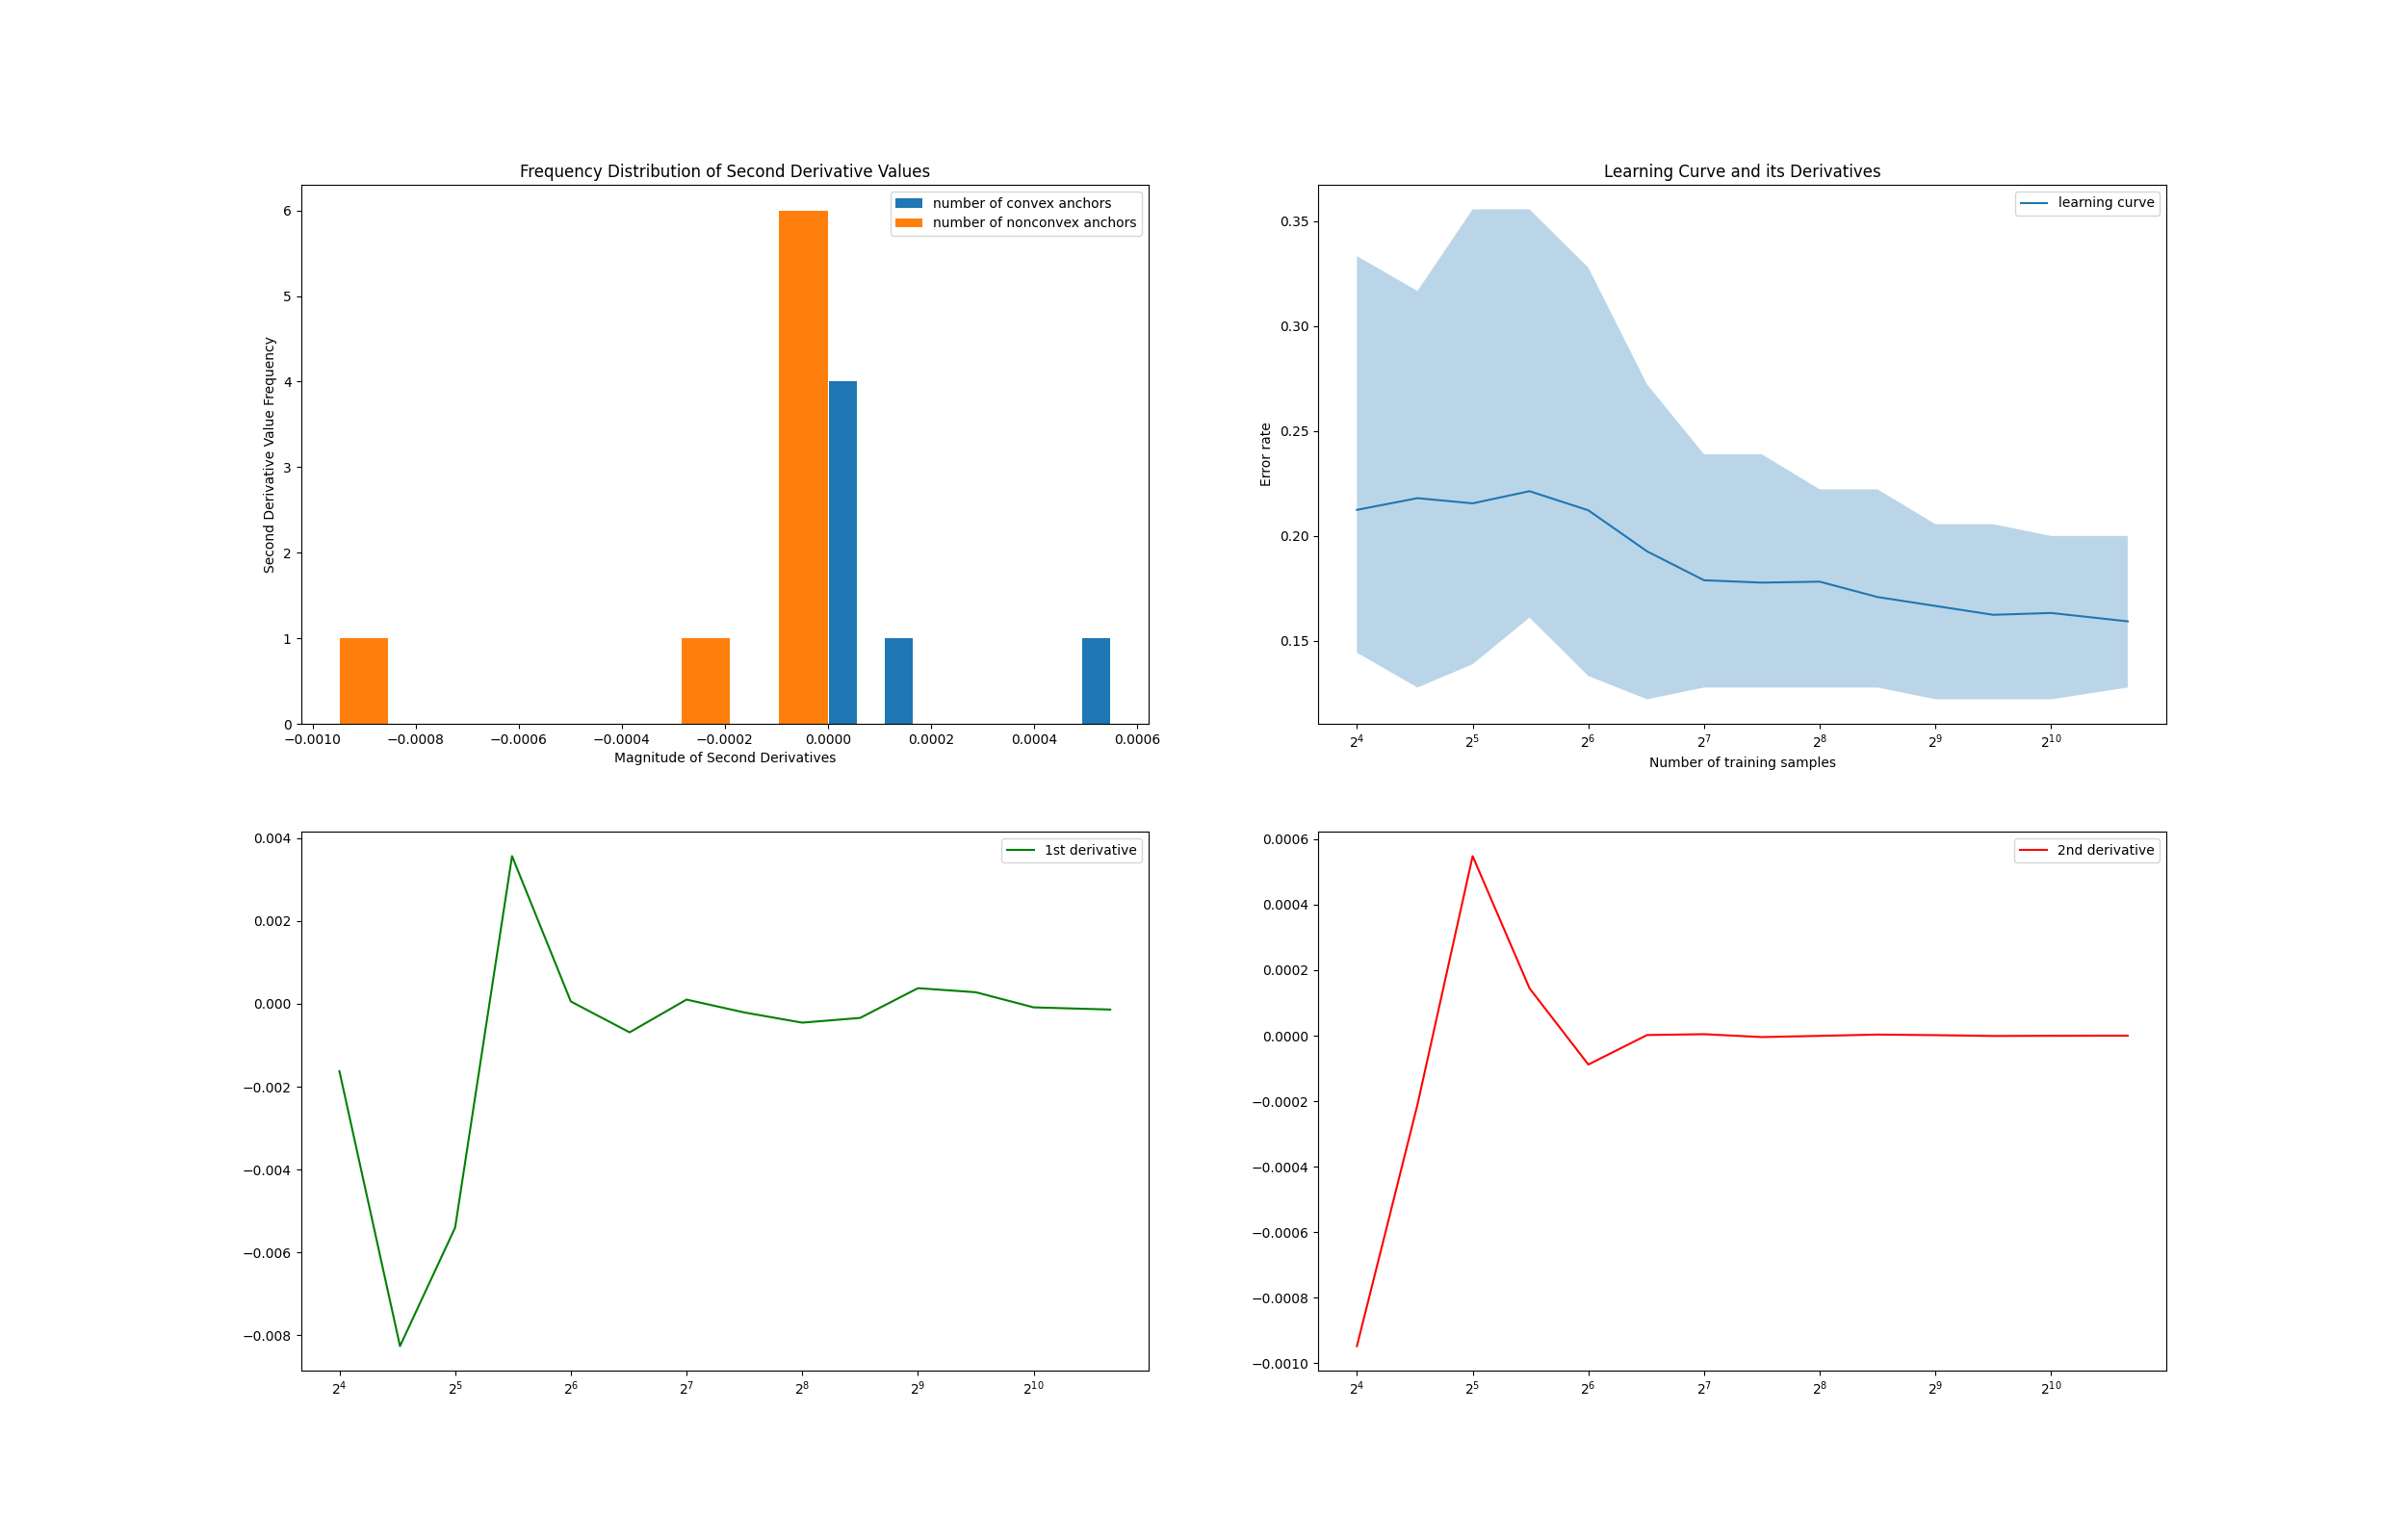 Frequency Distribution of Second Derivative Values
number of convex anchors
number of nonconvex anchors
6
5
4
3
2
1
0
Second Derivative Value Frequency
−0.0010 −0.0008 −0.0006 −0.0004 −0.0002 0.0000 0.0002 0.0004 0.0006
Magnitude of Second Derivatives
Learning Curve and its Derivatives
learning curve
0.35
0.30
0.25
0.20
0.15
Error rate
2⁴ 2⁵ 2⁶ 2⁷ 2⁸ 2⁹ 2¹⁰
Number of training samples
1st derivative
0.004
0.002
0.000
−0.002
−0.004
−0.006
−0.008
2⁴ 2⁵ 2⁶ 2⁷ 2⁸ 2⁹ 2¹⁰
2nd derivative
0.0006
0.0004
0.0002
0.0000
−0.0002
−0.0004
−0.0006
−0.0008
−0.0010
2⁴ 2⁵ 2⁶ 2⁷ 2⁸ 2⁹ 2¹⁰